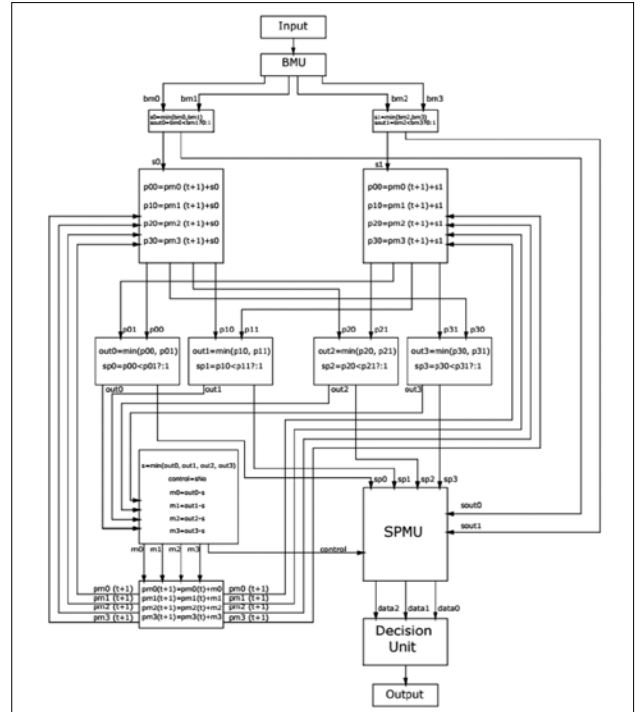 Input
BMU
bm0 bm1 bm2 bm3
s0=min(bm0,bm1)
sout0=bm0<bm1?0:1
s1=min(bm2,bm3)
sout1=bm2<bm3?0:1
s0
s1
p00=pm0 (t+1)+s0
p10=pm1 (t+1)+s0
p20=pm2 (t+1)+s0
p30=pm3 (t+1)+s0
p00=pm0 (t+1)+s1
p10=pm1 (t+1)+s1
p20=pm2 (t+1)+s1
p30=pm3 (t+1)+s1
p01 p00 p10 p11 p20 p21 p31 p30
out0=min(p00, p01)
sp0=p00<p01?:1
out1=min(p10, p11)
sp1=p10<p11?:1
out2=min(p20, p21)
sp2=p20<p21?:1
out3=min(p30, p31)
sp3=p30<p31?:1
out0 out1 out2 out3
s=min(out0, out1, out2, out3)
control=sNo
m0=out0-s
m1=out1-s
m2=out2-s
m3=out3-s
sp0 sp1 sp2 sp3
SPMU
sout0
sout1
m0 m1 m2 m3
control
pm0 (t+1)
pm1 (t+1)
pm2 (t+1)
pm3 (t+1)
pm0(t+1)=pm0(t)+m0
pm1(t+1)=pm1(t)+m1
pm2(t+1)=pm2(t)+m2
pm3(t+1)=pm3(t)+m3
pm0 (t+1)
pm1 (t+1)
pm2 (t+1)
pm3 (t+1)
data2 data1 data0
Decision
Unit
Output